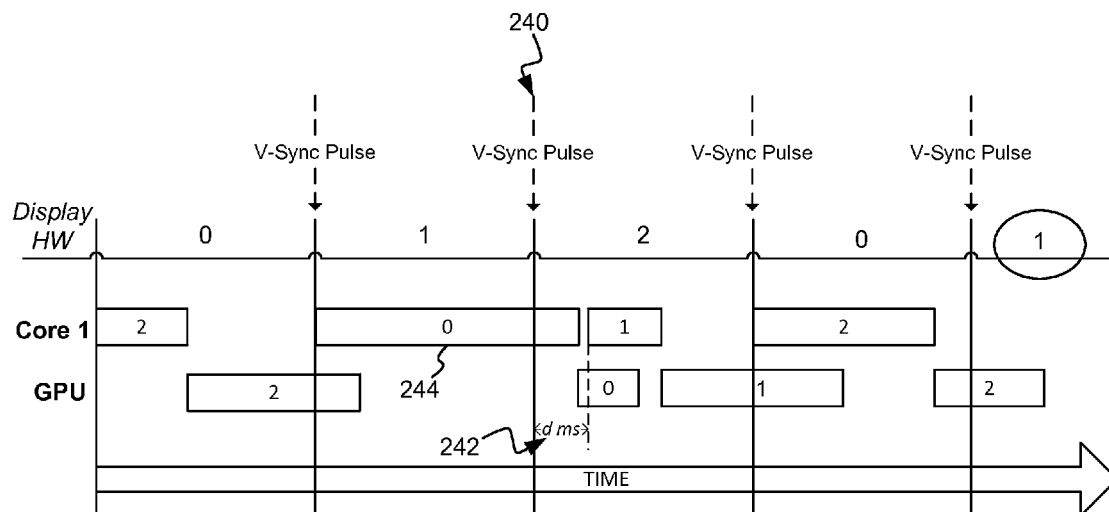 240
V-Sync Pulse V-Sync Pulse V-Sync Pulse V-Sync Pulse
Display
HW
0 1 2 0 1
Core 1 2 0 1 2
GPU 2 0 1 2
244
242 d ms
TIME